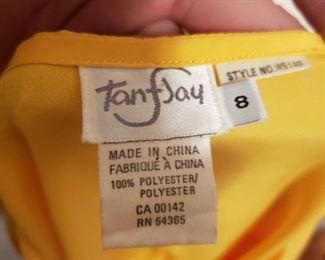 TanJay
STYLE NO.
8
MADE IN CHINA
FABRIQUÉ À CHINA
100% POLYESTER/
POLYESTER
CA 00142
RN 54365